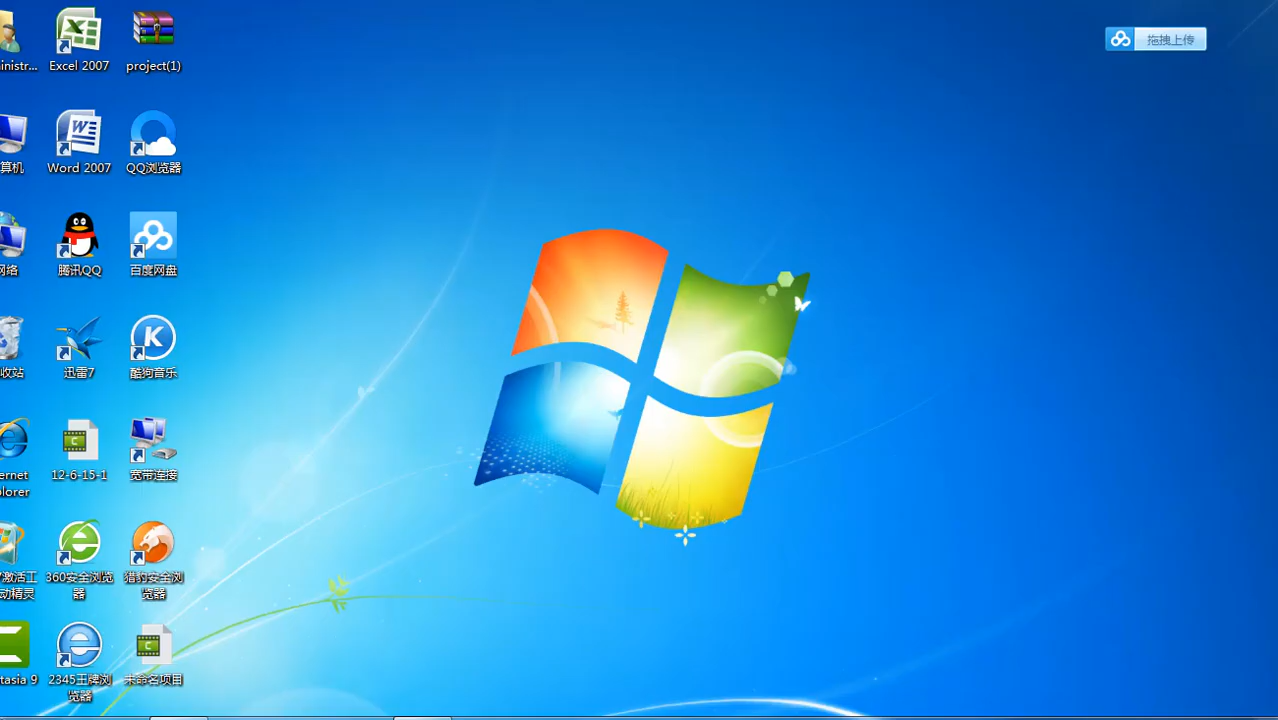 拖拽上传
inistr...
Excel 2007
project(1)
算机
Word 2007
QQ浏览器
网络
腾讯QQ
百度网盘
收站
迅雷7
酷狗音乐
ernet
plorer
12-6-15-1
宽带连接
激活工
动精灵
360安全浏览
器
猎豹安全浏
览器
tasia 9
2345王牌浏
览器
未命名项目